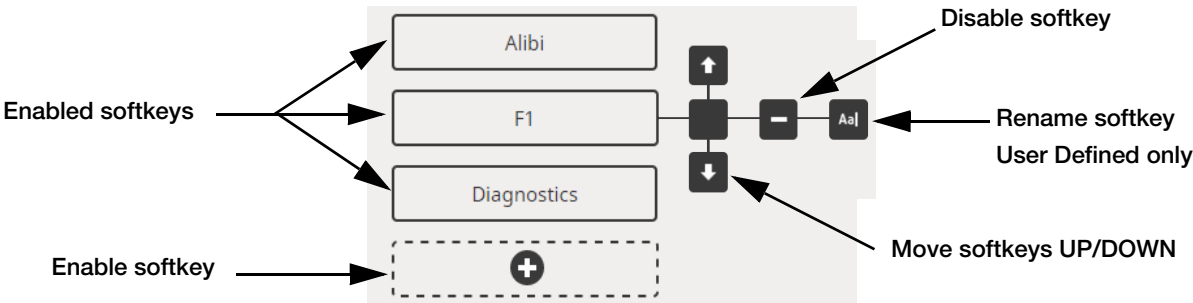 Disable softkey
Alibi
Enabled softkeys
F1
Aa
Rename softkey
User Defined only
Diagnostics
Move softkeys UP/DOWN
Enable softkey